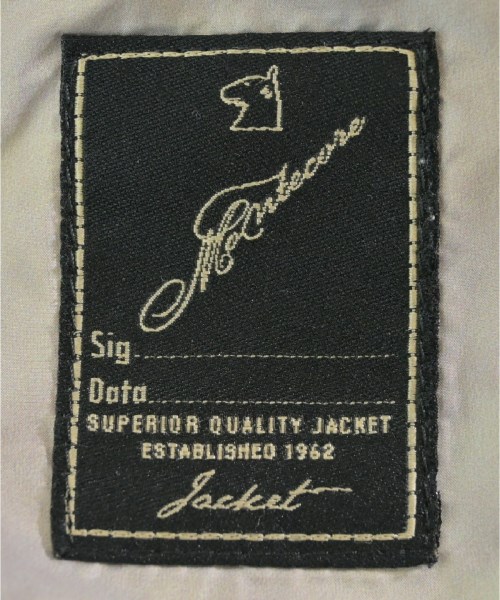 Montecore
Sig
Data
SUPERIOR QUALITY JACKET
ESTABLISHED 1962
Jacket